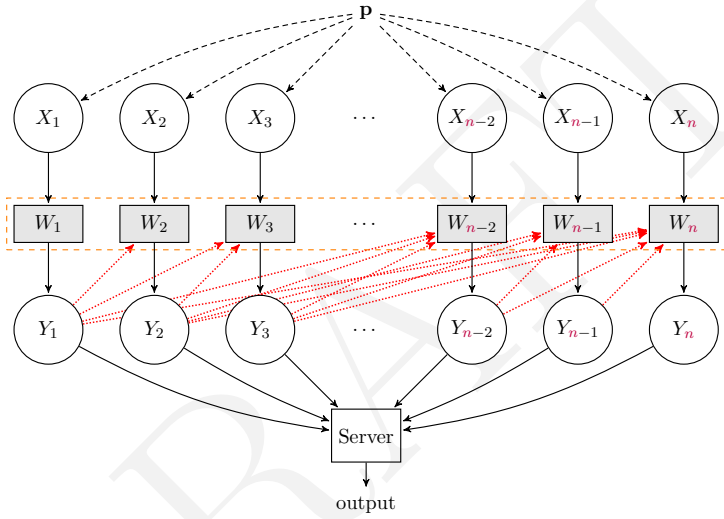 p
X₁ X₂ X₃ ⋯ Xₙ₋₂ Xₙ₋₁ Xₙ
W₁ W₂ W₃ ⋯ Wₙ₋₂ Wₙ₋₁ Wₙ
Y₁ Y₂ Y₃ ⋯ Yₙ₋₂ Yₙ₋₁ Yₙ
Server
output